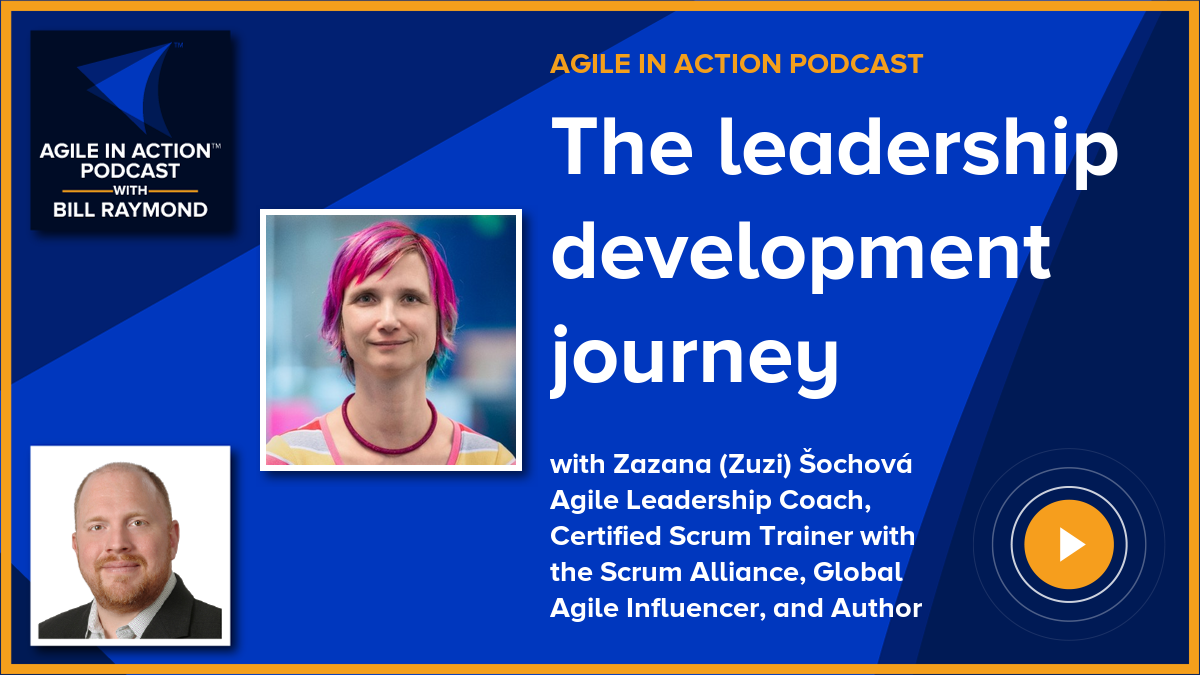 AGILE IN ACTION™
PODCAST
WITH
BILL RAYMOND
AGILE IN ACTION PODCAST
The leadership
development
journey
with Zazana (Zuzi) Šochová
Agile Leadership Coach,
Certified Scrum Trainer with
the Scrum Alliance, Global
Agile Influencer, and Author